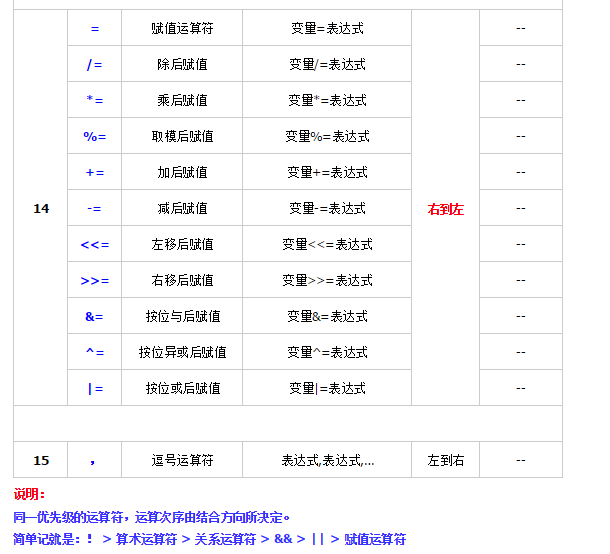 = 赋值运算符 变量=表达式 --
/= 除后赋值 变量/=表达式 --
*= 乘后赋值 变量*=表达式 --
%= 取模后赋值 变量%=表达式 --
+= 加后赋值 变量+=表达式 --
14 -= 减后赋值 变量-=表达式 右到左 --
<<= 左移后赋值 变量<<=表达式 --
>>= 右移后赋值 变量>>=表达式 --
&= 按位与后赋值 变量&=表达式 --
^= 按位异或后赋值 变量^=表达式 --
|= 按位或后赋值 变量|=表达式 --
15 , 逗号运算符 表达式,表达式,... 左到右 --
说明：
同一优先级的运算符，运算次序由结合方向所决定。
简单记就是：！ > 算术运算符 > 关系运算符 > && > || > 赋值运算符